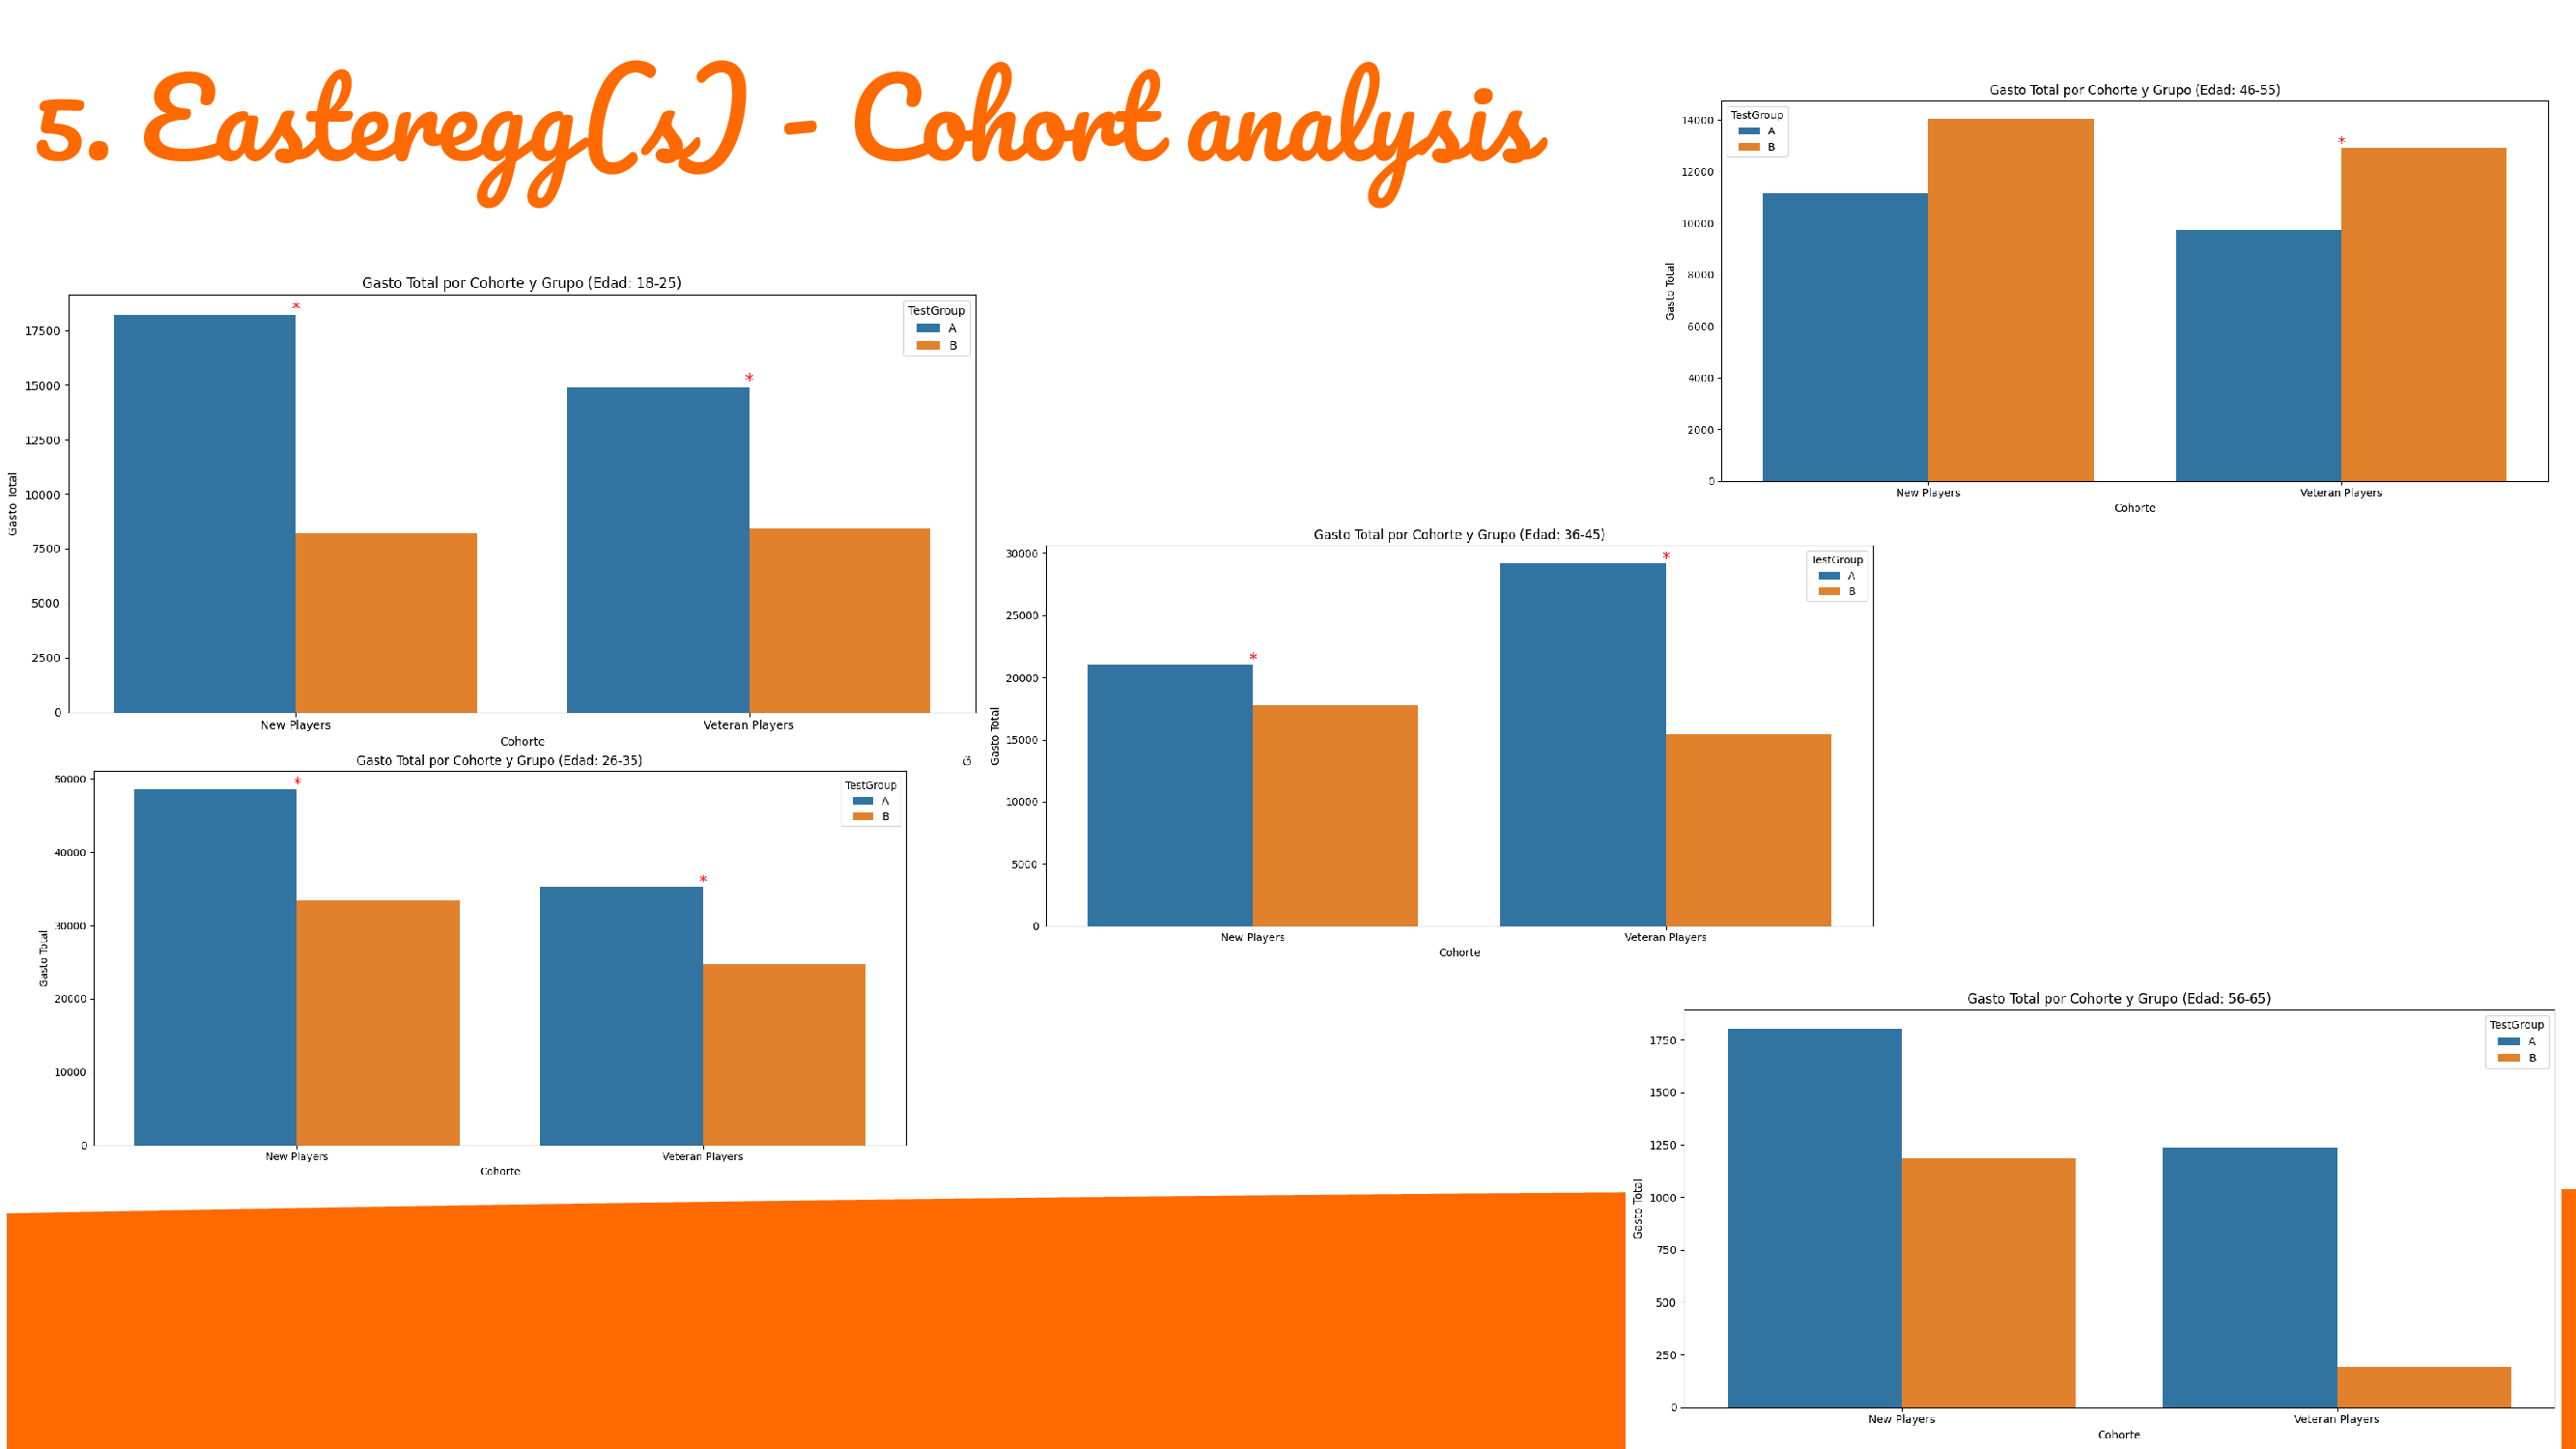 5. Easteregg(s) - Cohort analysis
Gasto Total por Cohorte y Grupo (Edad: 46-55)
TestGroup
A
B
14000
12000
10000
8000
6000
4000
2000
0
Gasto Total
New Players
Veteran Players
Cohorte
*
Gasto Total por Cohorte y Grupo (Edad: 18-25)
TestGroup
A
B
17500
15000
12500
10000
7500
5000
2500
0
Gasto Total
New Players
Veteran Players
Cohorte
*
*
Gasto Total por Cohorte y Grupo (Edad: 36-45)
TestGroup
A
B
30000
25000
20000
15000
10000
5000
0
Gasto Total
New Players
Veteran Players
Cohorte
*
*
Gasto Total por Cohorte y Grupo (Edad: 26-35)
TestGroup
A
B
50000
40000
30000
20000
10000
0
Gasto Total
New Players
Veteran Players
Cohorte
*
*
Gasto Total por Cohorte y Grupo (Edad: 56-65)
TestGroup
A
B
1750
1500
1250
1000
750
500
250
0
Gasto Total
New Players
Veteran Players
Cohorte